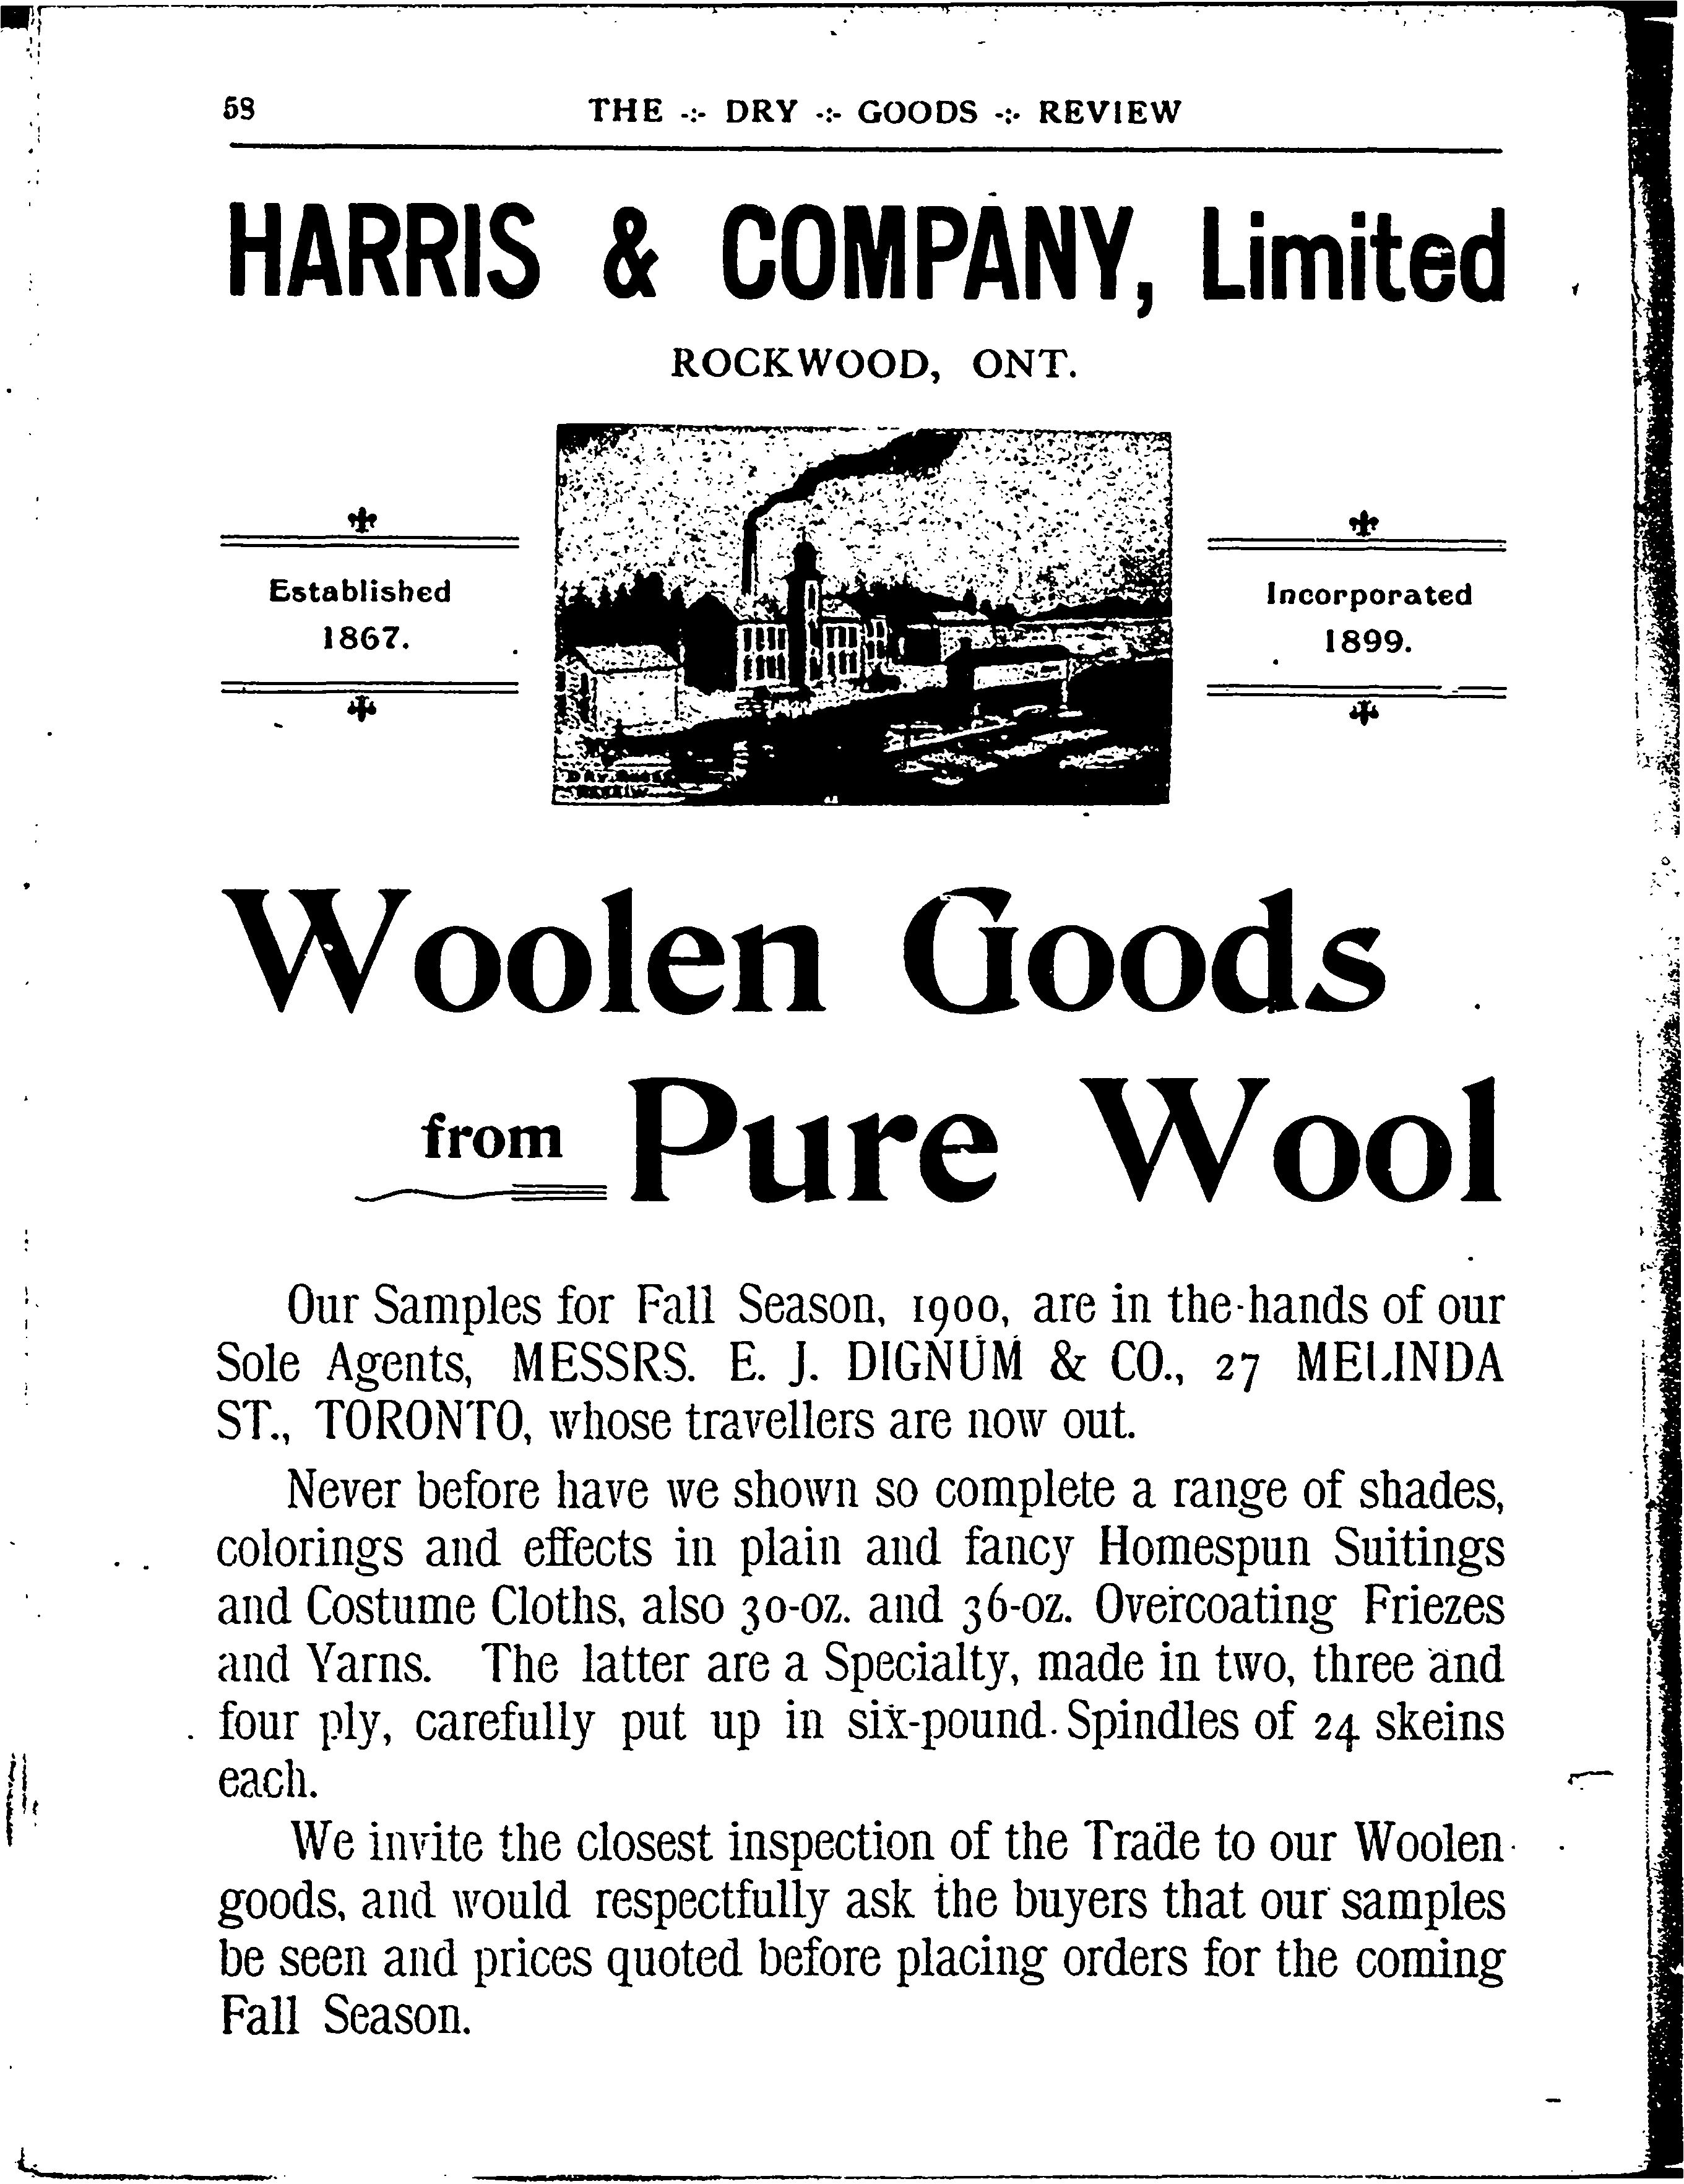 58 THE -:- DRY -:- GOODS -:- REVIEW
HARRIS & COMPANY, Limited
ROCKWOOD, ONT.
Established
1867.
Incorporated
1899.
DRY GOODS
REVIEW
Woolen Goods
from Pure Wool
Our Samples for Fall Season, 1900, are in the hands of our
Sole Agents, MESSRS. E. J. DIGNUM & CO., 27 MELINDA
ST., TORONTO, whose travellers are now out.
Never before have we shown so complete a range of shades,
colorings and effects in plain and fancy Homespun Suitings
and Costume Cloths, also 30-oz. and 36-oz. Overcoating Friezes
and Yarns. The latter are a Specialty, made in two, three and
four ply, carefully put up in six-pound Spindles of 24 skeins
each.
We invite the closest inspection of the Trade to our Woolen
goods, and would respectfully ask the buyers that our samples
be seen and prices quoted before placing orders for the coming
Fall Season.